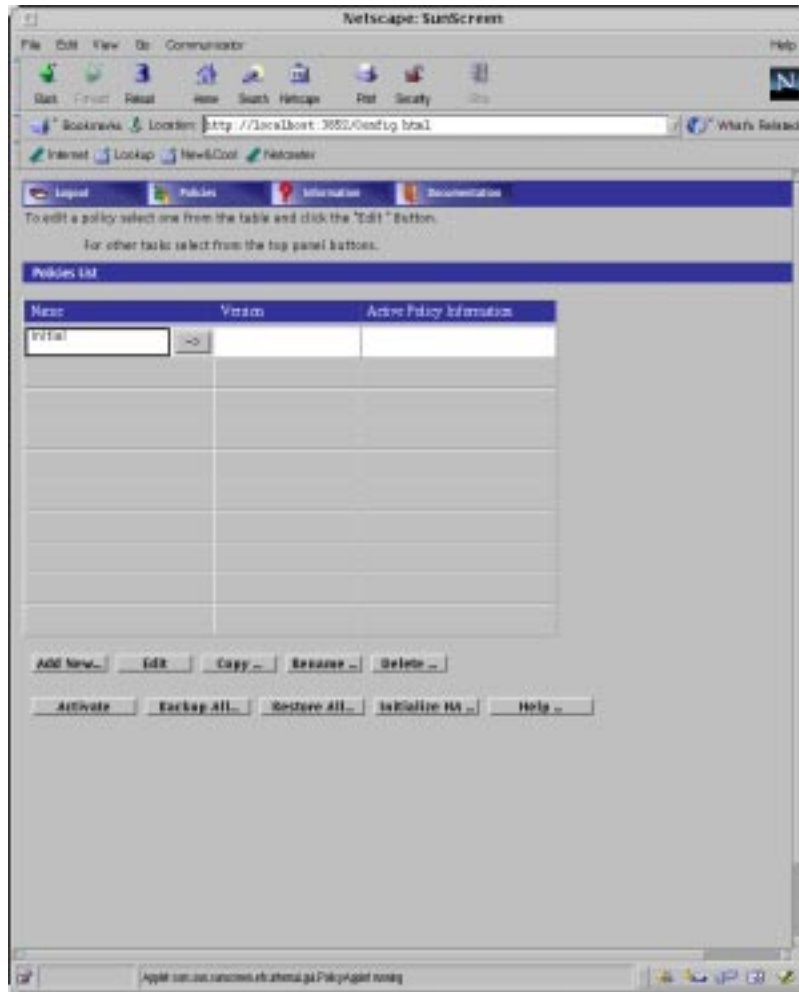 Netscape: SunScreen
File Edit View Go Communicator Help
Back Forward Reload Home Search Netscape Print Security Stop
N
Bookmarks Location: http://localhost:3852/Config.html What's Related
Internet Lookup New&Cool Netcaster
Logout Policies Information Documentation
To edit a policy select one from the table and click the "Edit " Button.
For other tasks select from the top panel buttons.
Policies List
Name Version Active Policy Information
Initial ->
Add New... Edit Copy ... Rename ... Delete ...
Activate Backup All... Restore All... Initialize HA ... Help ...
Applet running